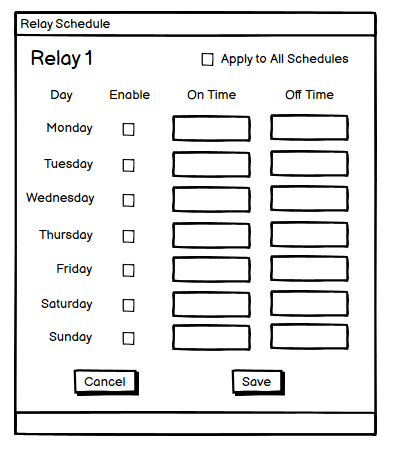 Relay Schedule
Relay 1
Apply to All Schedules
Day Enable On Time Off Time
Monday
Tuesday
Wednesday
Thursday
Friday
Saturday
Sunday
Cancel Save